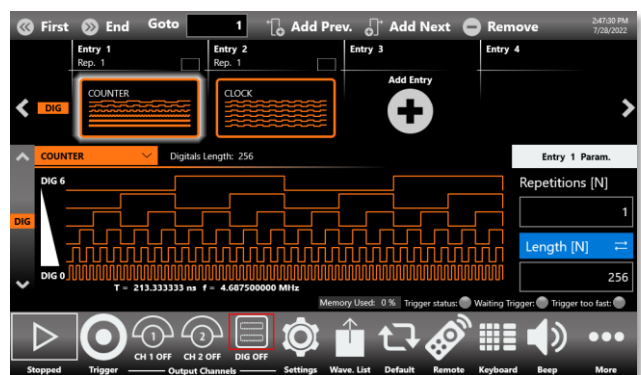 First End Goto 1 Add Prev. Add Next Remove 2:47:30 PM
7/28/2022
Entry 1 Entry 2 Entry 3 Entry 4
Rep. 1 Rep. 1
Add Entry
COUNTER CLOCK
DIG
COUNTER Digitals Length: 256 Entry 1 Param.
DIG 6 Repetitions [N]
1
DIG
Length [N]
DIG 0 256
T = 213.333333 ns f = 4.687500000 MHz
Memory Used: 0 % Trigger status: Waiting Trigger: Trigger too fast:
1 2
CH 1 OFF CH 2 OFF DIG OFF
Stopped Trigger Output Channels Settings Wave. List Default Remote Keyboard Beep More